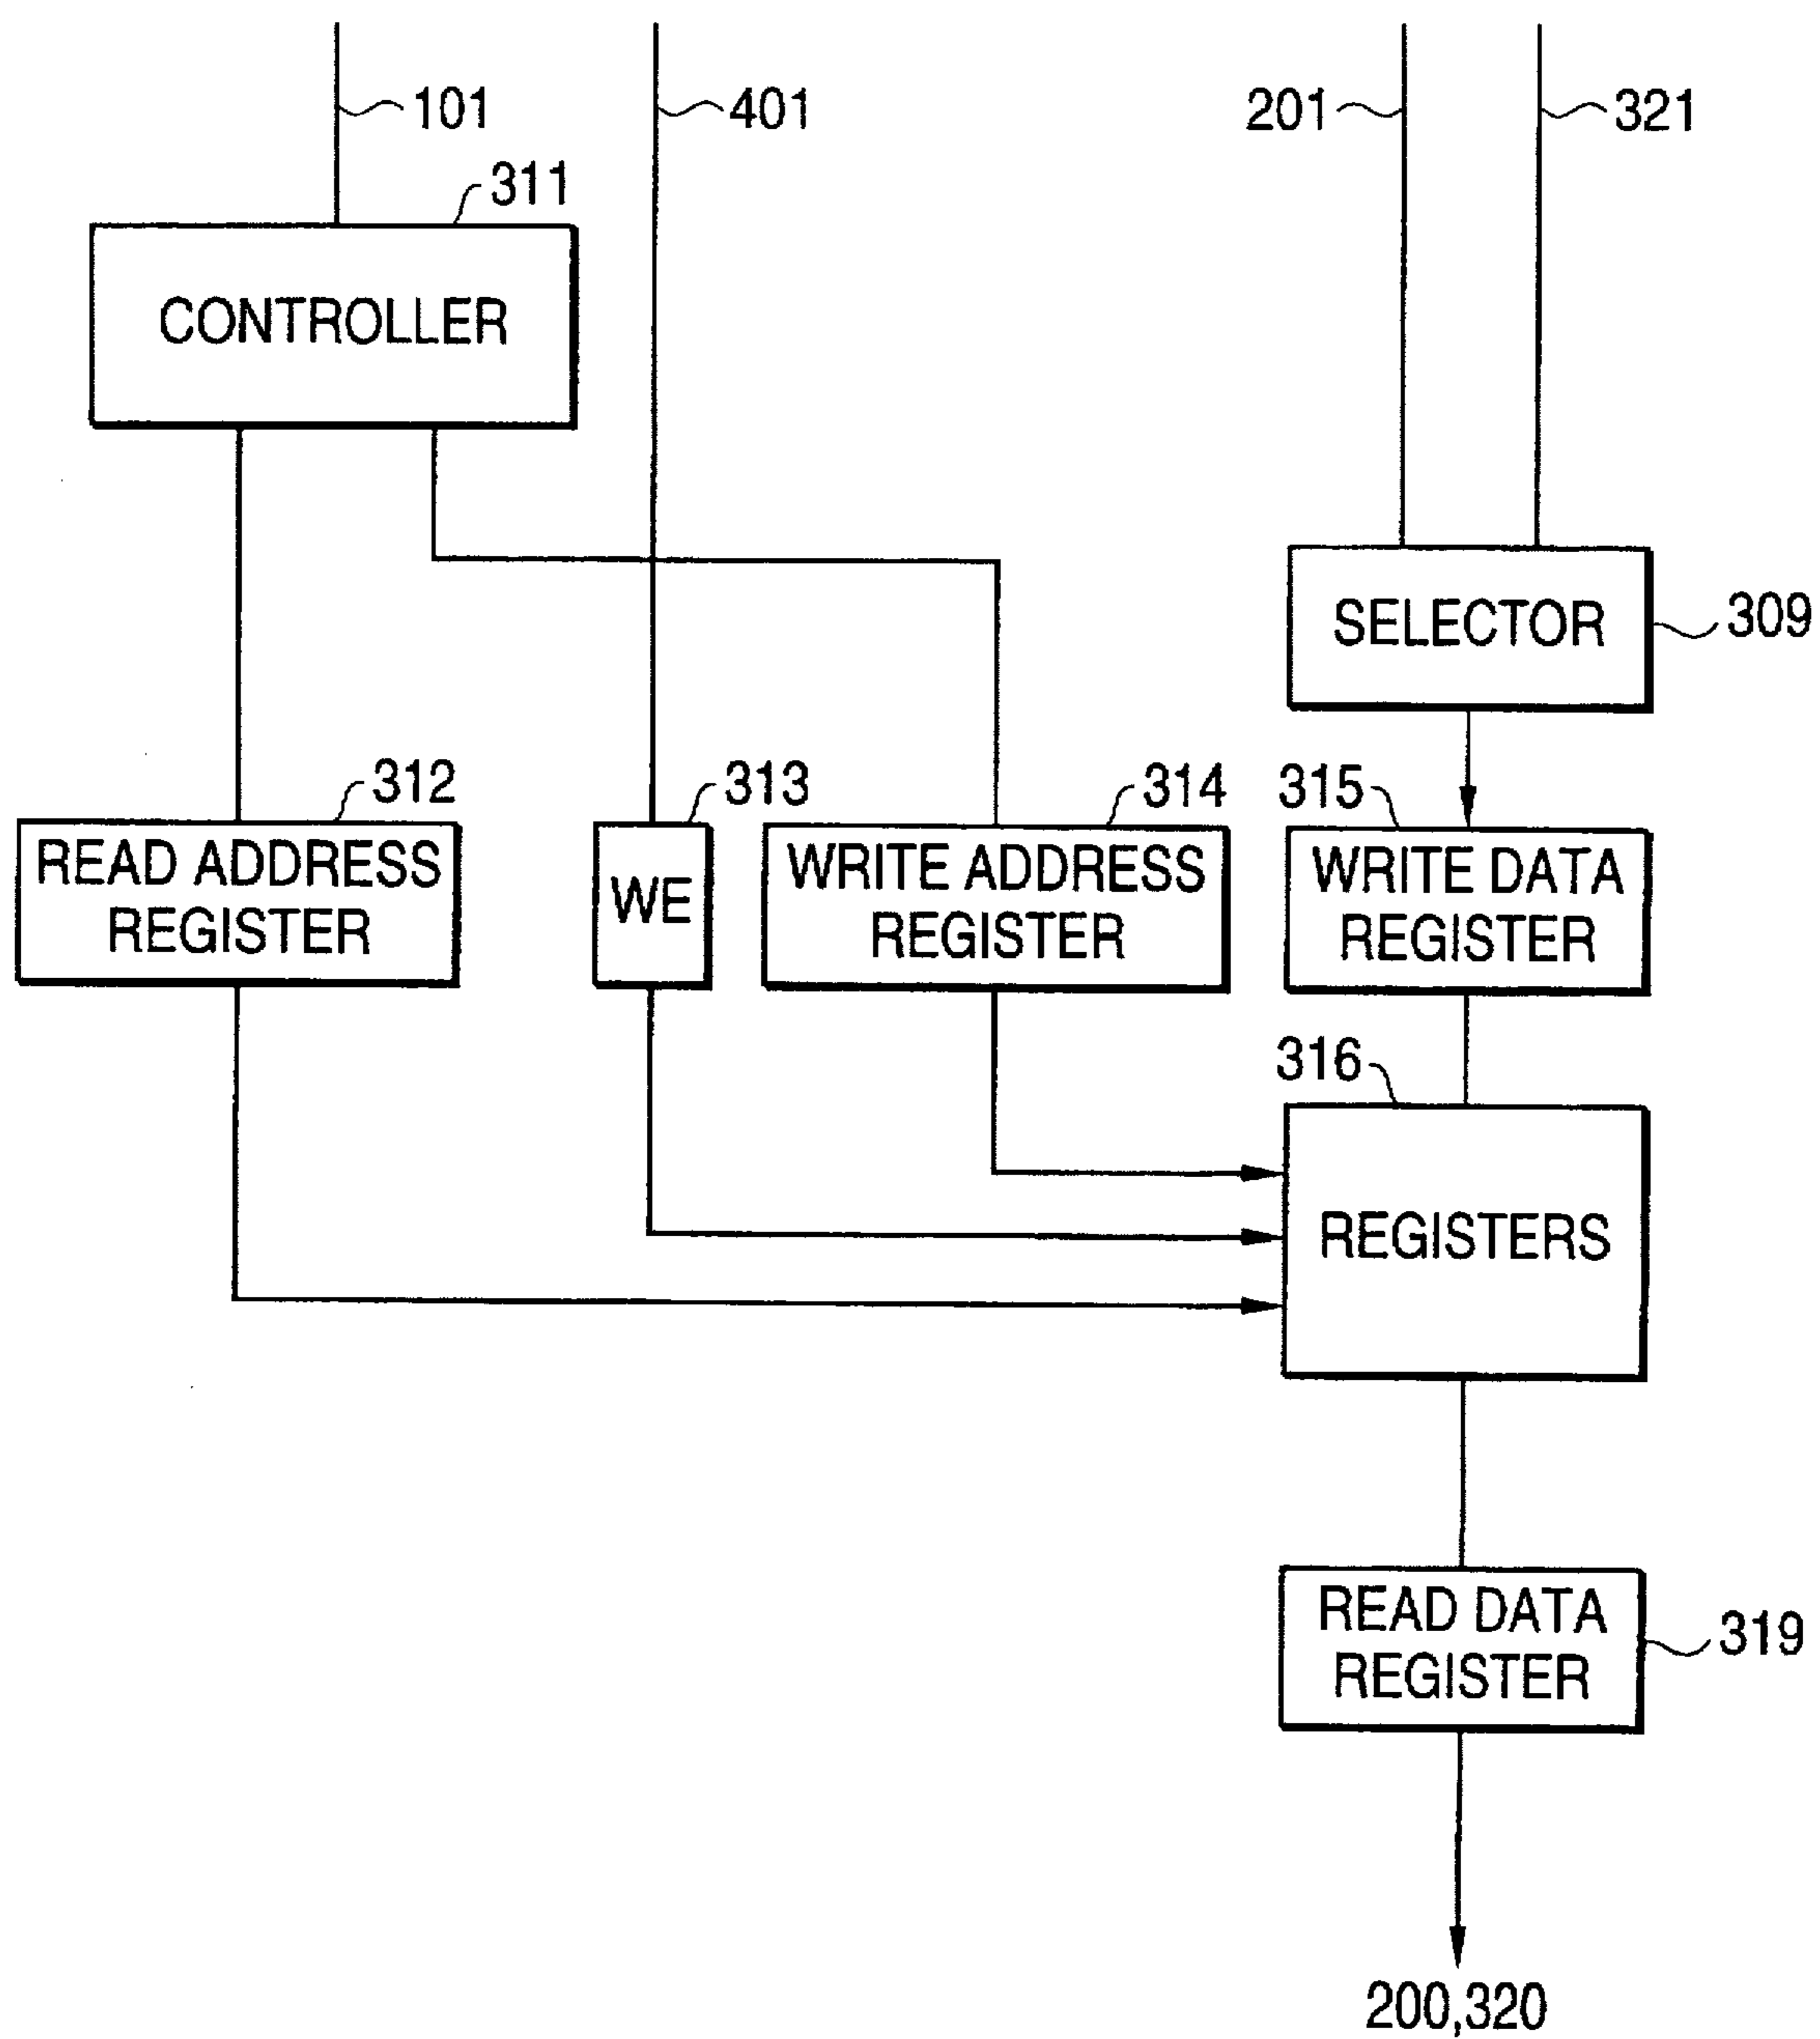 101
401
201
321
311
CONTROLLER
SELECTOR
309
312
313
314
315
READ ADDRESS
REGISTER
WE
WRITE ADDRESS
REGISTER
WRITE DATA
REGISTER
316
REGISTERS
READ DATA
REGISTER
319
200,320